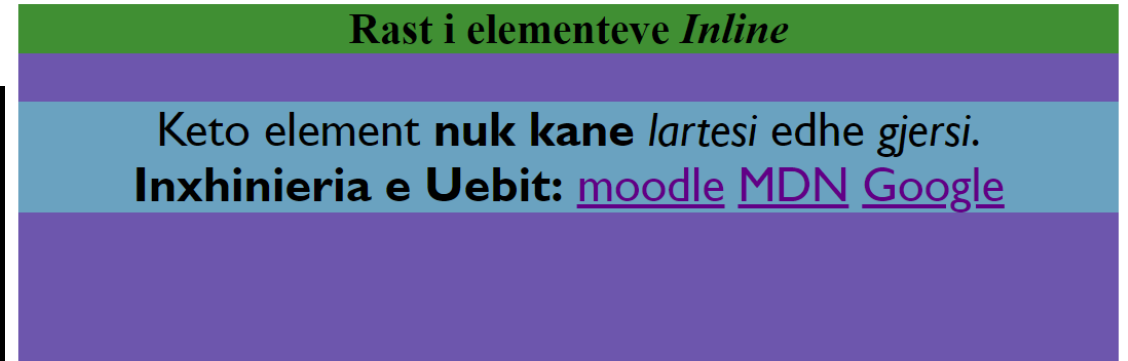 Rast i elementeve Inline
Keto element nuk kane lartesi edhe gjersi.
Inxhinieria e Uebit: moodle MDN Google